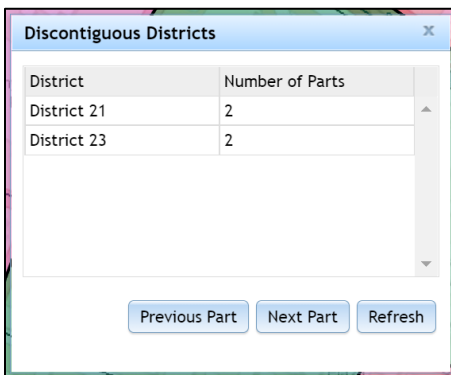 Discontiguous Districts x
District Number of Parts
District 21 2
District 23 2
Previous Part Next Part Refresh